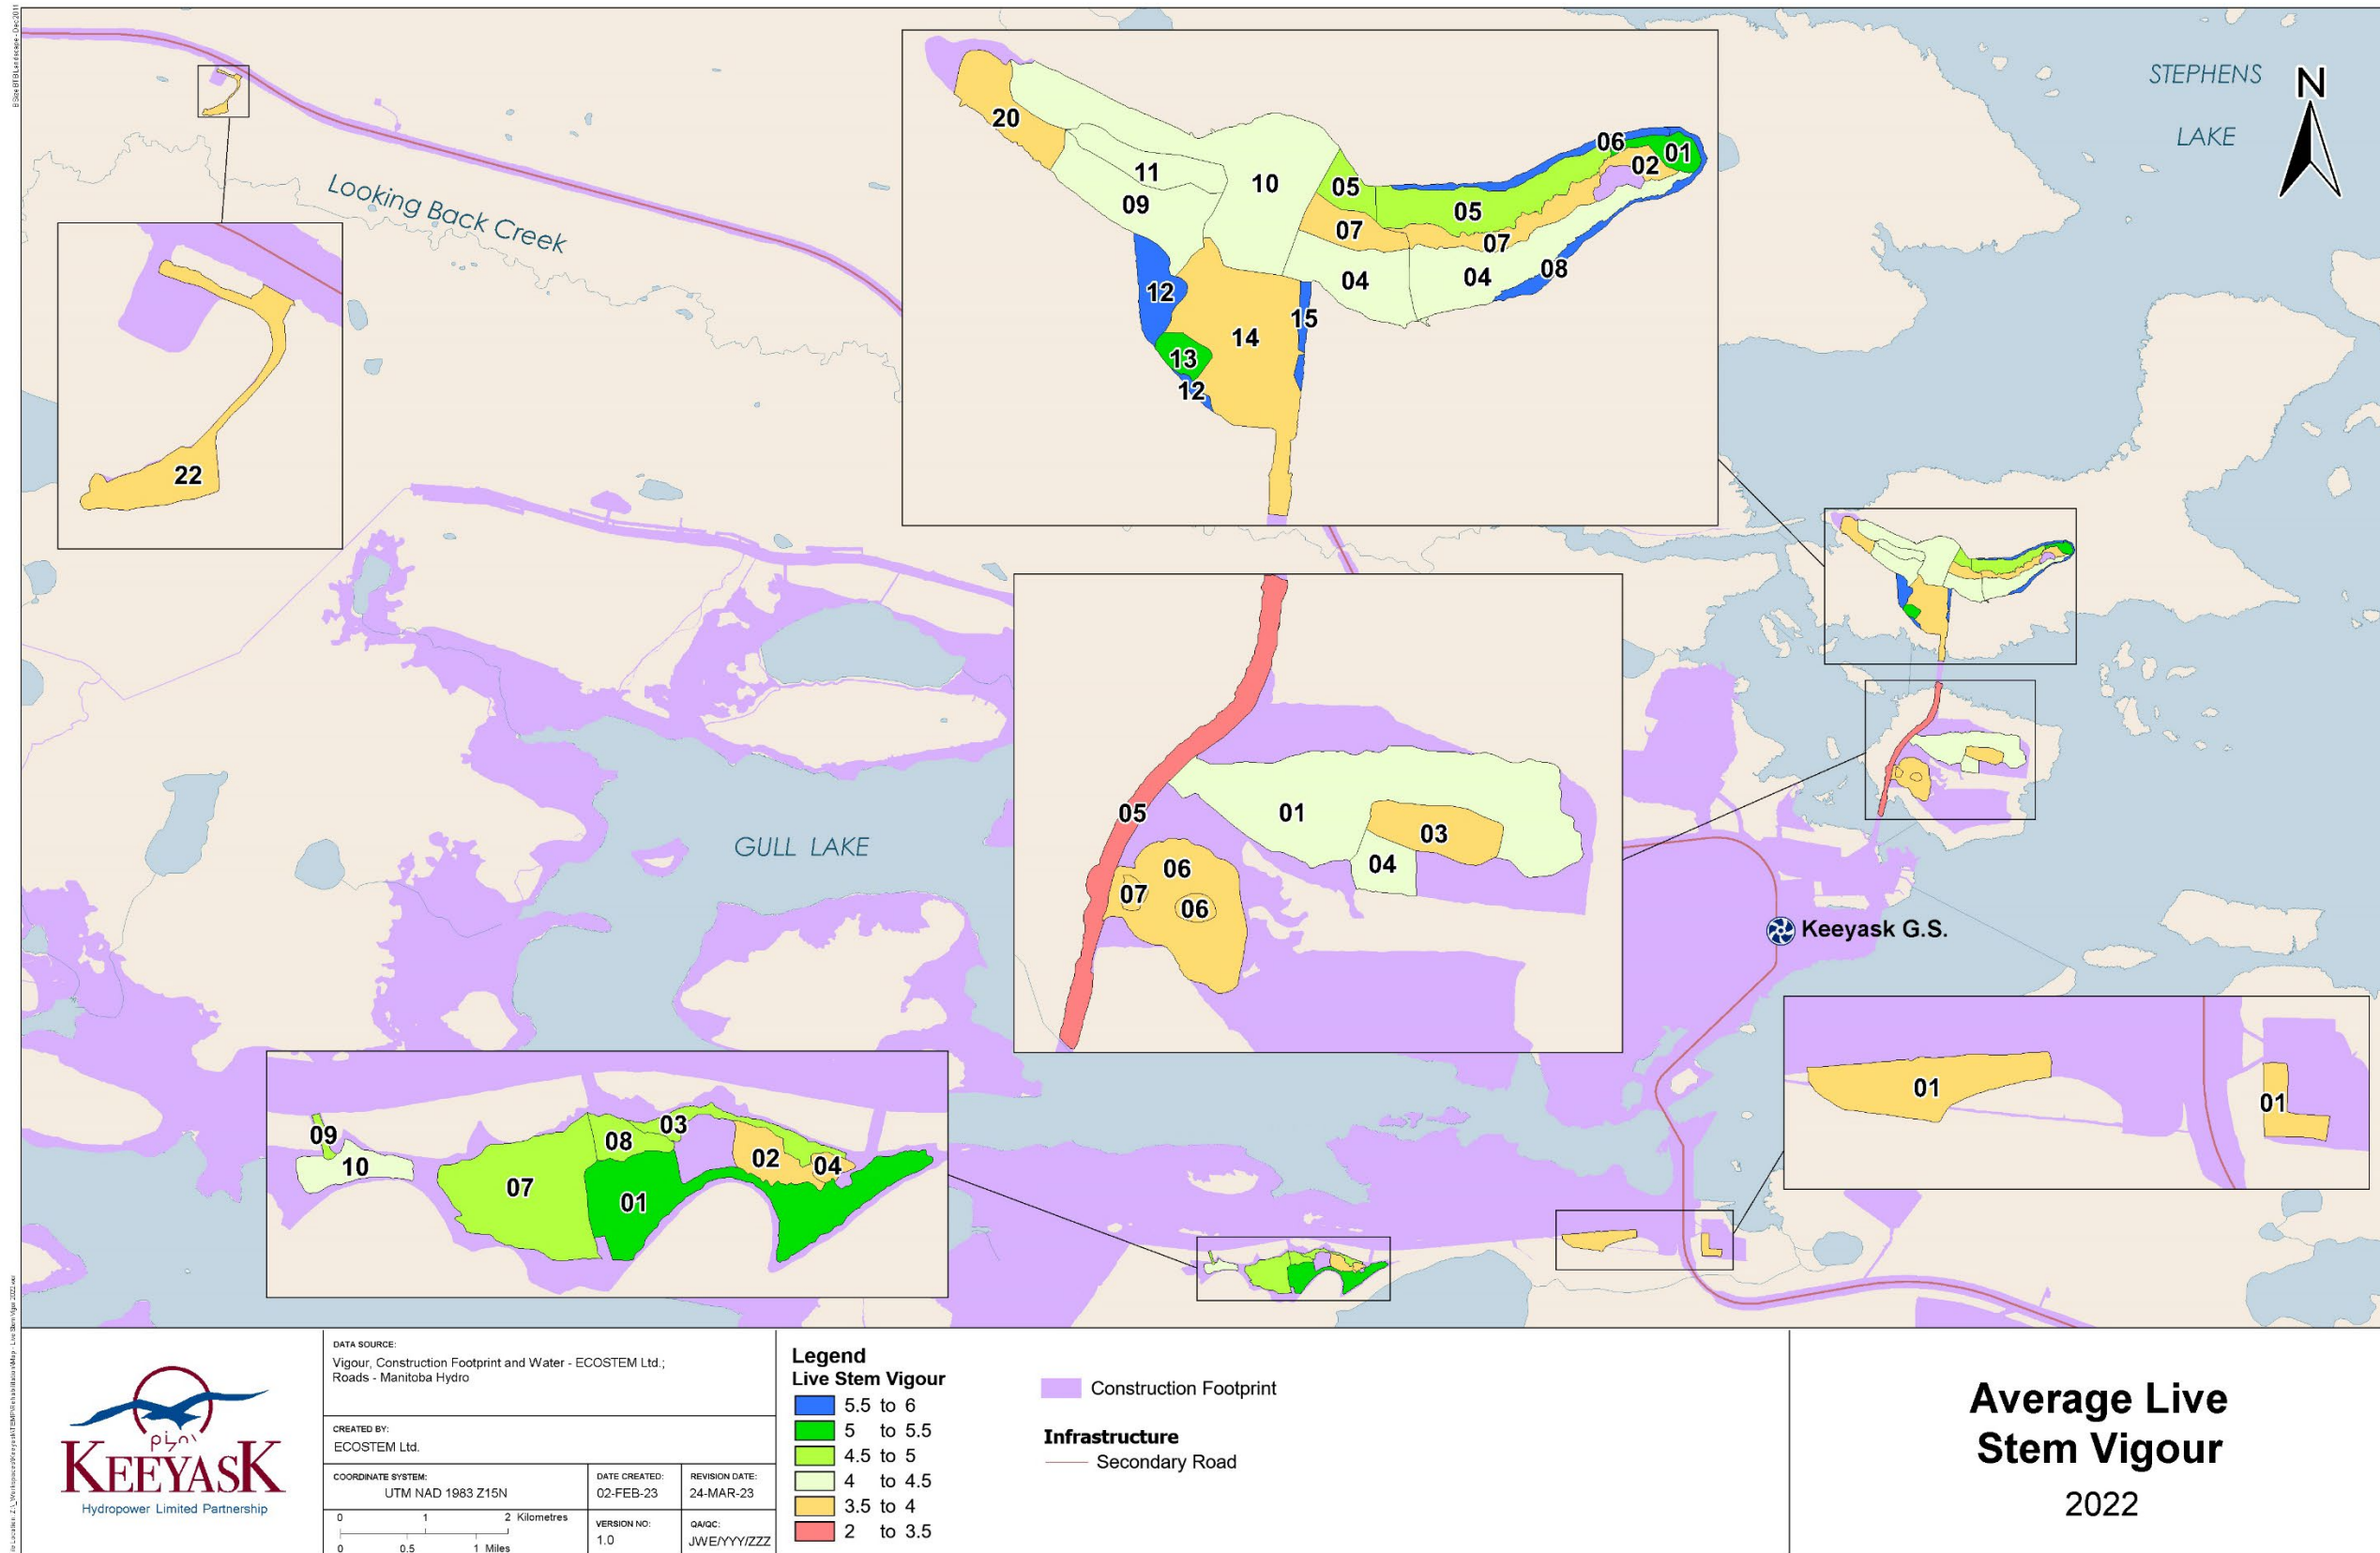 STEPHENS
LAKE
N
Looking Back Creek
20
11
09
10
05
05
07
07
04
04
06
02
01
08
12
13
12
14
15
22
GULL LAKE
05
01
03
04
06
07
06
Keeyask G.S.
09
10
07
08
03
01
02
04
01
01
KEEYASK
Hydropower Limited Partnership
DATA SOURCE:
Vigour, Construction Footprint and Water - ECOSTEM Ltd.;
Roads - Manitoba Hydro
CREATED BY:
ECOSTEM Ltd.
COORDINATE SYSTEM:
UTM NAD 1983 Z15N
DATE CREATED:
02-FEB-23
REVISION DATE:
24-MAR-23
0 1 2 Kilometres
0 0.5 1 Miles
VERSION NO:
1.0
QA/QC:
JWE/YYY/ZZZ
Legend
Live Stem Vigour
5.5 to 6
5 to 5.5
4.5 to 5
4 to 4.5
3.5 to 4
2 to 3.5
Construction Footprint
Infrastructure
Secondary Road
Average Live
Stem Vigour
2022